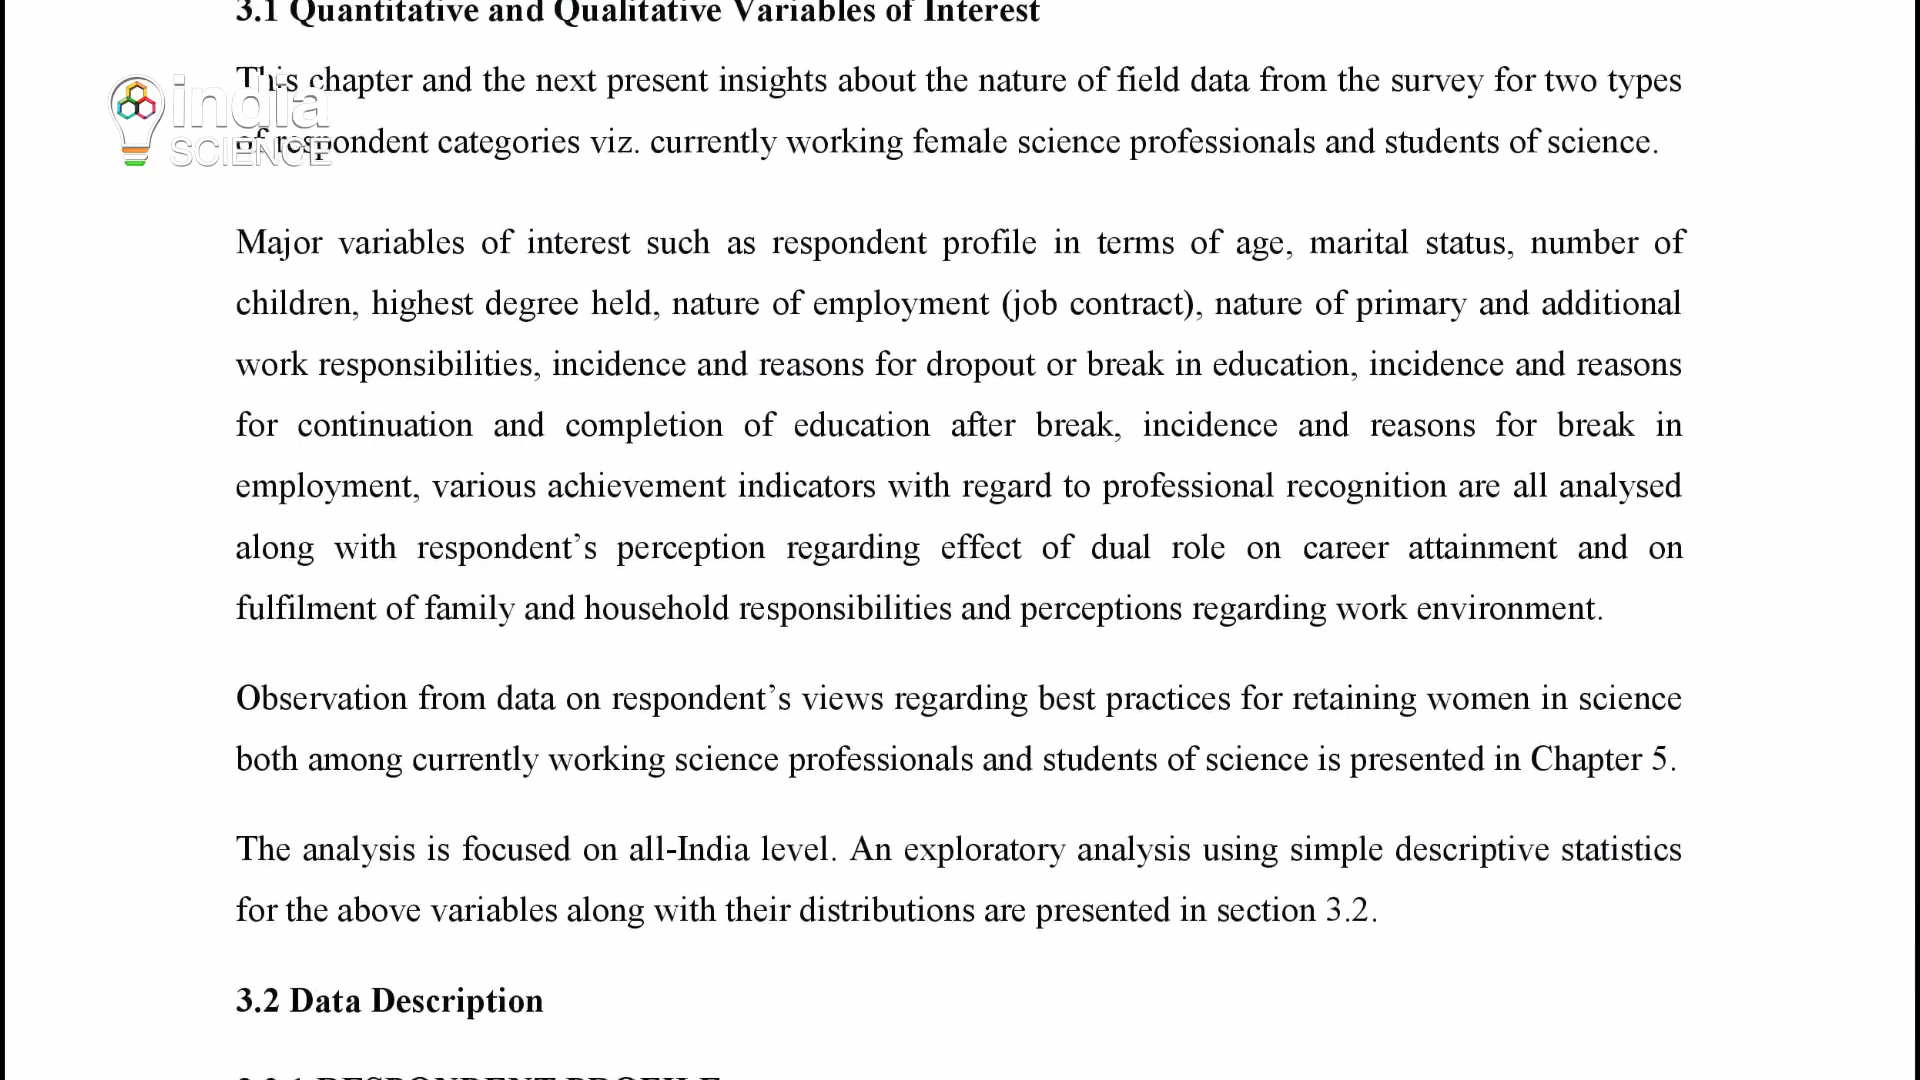 3.1 Quantitative and Qualitative Variables of Interest
This chapter and the next present insights about the nature of field data from the survey for two types
of respondent categories viz. currently working female science professionals and students of science.
india
SCIENCE
Major variables of interest such as respondent profile in terms of age, marital status, number of
children, highest degree held, nature of employment (job contract), nature of primary and additional
work responsibilities, incidence and reasons for dropout or break in education, incidence and reasons
for continuation and completion of education after break, incidence and reasons for break in
employment, various achievement indicators with regard to professional recognition are all analysed
along with respondent’s perception regarding effect of dual role on career attainment and on
fulfilment of family and household responsibilities and perceptions regarding work environment.
Observation from data on respondent’s views regarding best practices for retaining women in science
both among currently working science professionals and students of science is presented in Chapter 5.
The analysis is focused on all-India level. An exploratory analysis using simple descriptive statistics
for the above variables along with their distributions are presented in section 3.2.
3.2 Data Description
3.2.1 RESPONDENT PROFILE